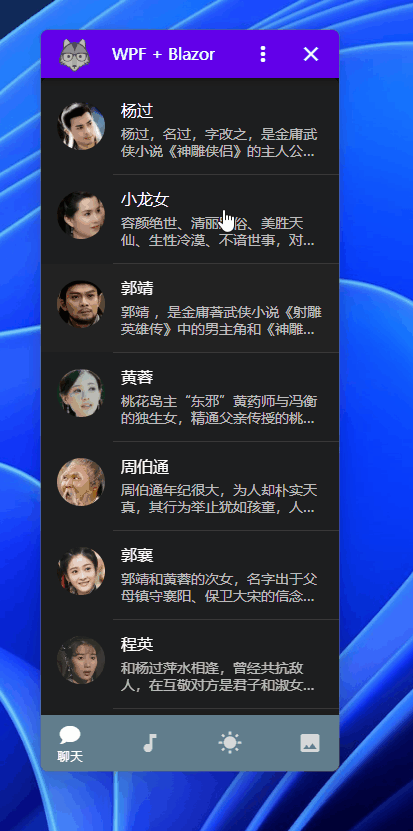 WPF + Blazor
杨过
杨过，名过，字改之，是金庸武
侠小说《神雕侠侣》的主人公...
小龙女
容颜绝世、清丽 俗、美胜天
仙、生性冷漠、不谙世事，对...
郭靖
郭靖 ，是金庸著武侠小说《射雕
英雄传》中的男主角和《神雕...
黄蓉
桃花岛主“东邪”黄药师与冯衡
的独生女，精通父亲传授的桃...
周伯通
周伯通年纪很大，为人却朴实天
真，其行为举止犹如孩童，人...
郭襄
郭靖和黄蓉的次女，名字出于父
母镇守襄阳、保卫大宋的信念...
程英
和杨过萍水相逢，曾经共抗敌
人，在互敬对方是君子和淑女...
聊天